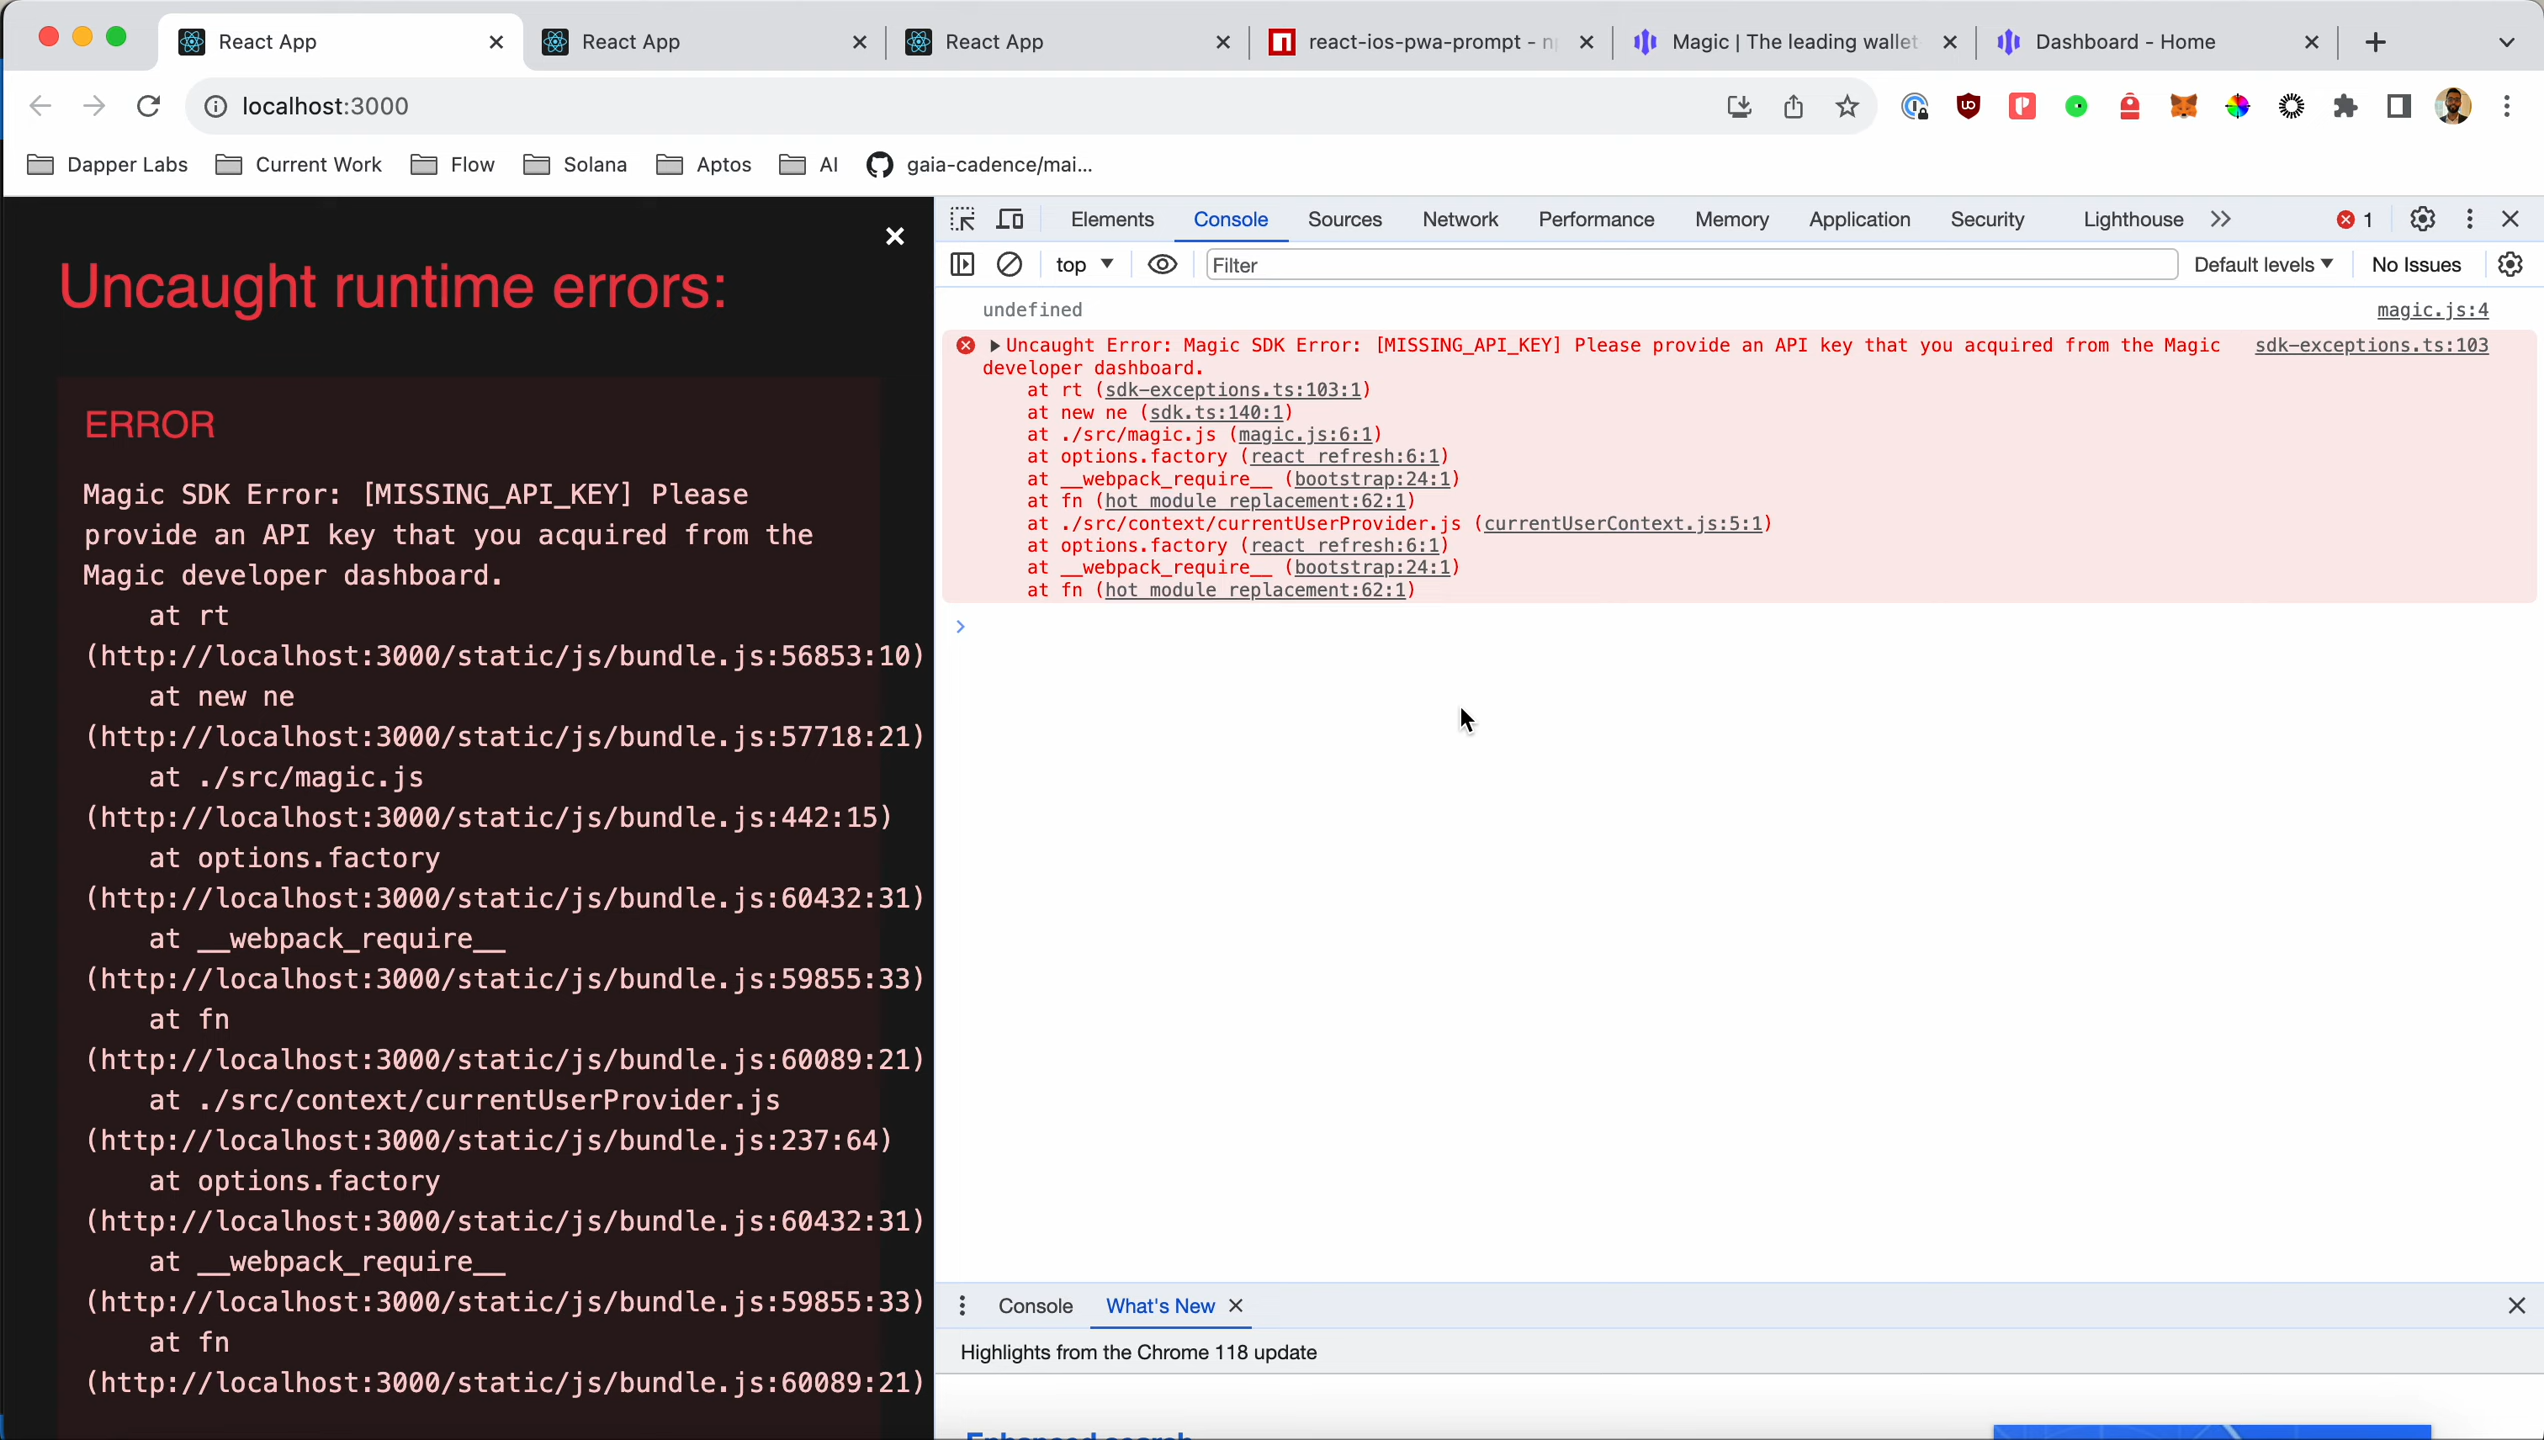 React App
React App
React App
react-ios-pwa-prompt - n
Magic | The leading wallet
Dashboard - Home
localhost:3000
Dapper Labs
Current Work
Flow
Solana
Aptos
AI
gaia-cadence/mai...
Uncaught runtime errors:
ERROR
Magic SDK Error: [MISSING_API_KEY] Please
provide an API key that you acquired from the
Magic developer dashboard.
at rt
(http://localhost:3000/static/js/bundle.js:56853:10)
at new ne
(http://localhost:3000/static/js/bundle.js:57718:21)
at ./src/magic.js
(http://localhost:3000/static/js/bundle.js:442:15)
at options.factory
(http://localhost:3000/static/js/bundle.js:60432:31)
at __webpack_require__
(http://localhost:3000/static/js/bundle.js:59855:33)
at fn
(http://localhost:3000/static/js/bundle.js:60089:21)
at ./src/context/currentUserProvider.js
(http://localhost:3000/static/js/bundle.js:237:64)
at options.factory
(http://localhost:3000/static/js/bundle.js:60432:31)
at __webpack_require__
(http://localhost:3000/static/js/bundle.js:59855:33)
at fn
(http://localhost:3000/static/js/bundle.js:60089:21)
Elements Console Sources Network Performance Memory Application Security Lighthouse 1
top Filter Default levels No Issues
undefined magic.js:4
Uncaught Error: Magic SDK Error: [MISSING_API_KEY] Please provide an API key that you acquired from the Magic sdk-exceptions.ts:103
developer dashboard.
at rt (sdk-exceptions.ts:103:1)
at new ne (sdk.ts:140:1)
at ./src/magic.js (magic.js:6:1)
at options.factory (react refresh:6:1)
at __webpack_require__ (bootstrap:24:1)
at fn (hot module replacement:62:1)
at ./src/context/currentUserProvider.js (currentUserContext.js:5:1)
at options.factory (react refresh:6:1)
at __webpack_require__ (bootstrap:24:1)
at fn (hot module replacement:62:1)
Console What's New
Highlights from the Chrome 118 update
Enhanced search